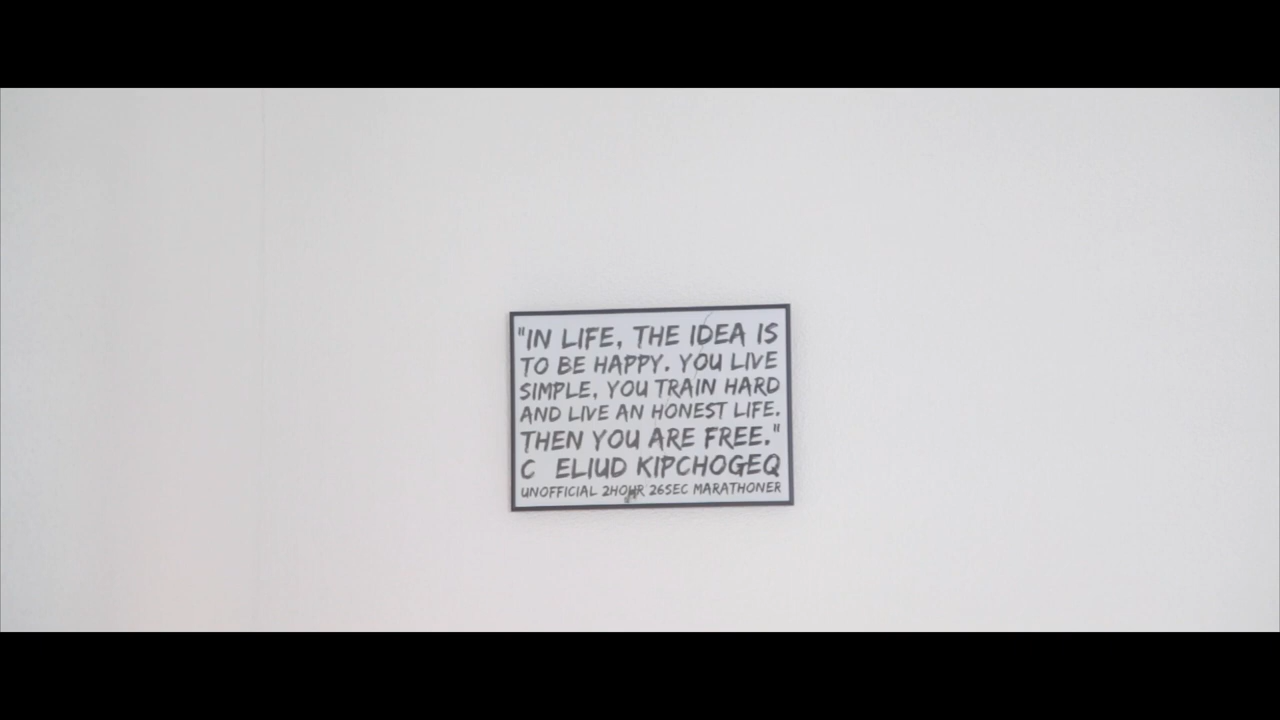 "IN LIFE, THE IDEA IS
TO BE HAPPY. YOU LIVE
SIMPLE, YOU TRAIN HARD
AND LIVE AN HONEST LIFE.
THEN YOU ARE FREE."
C ELIUD KIPCHOGEQ
UNOFFICIAL 2HOUR 26SEC MARATHONER